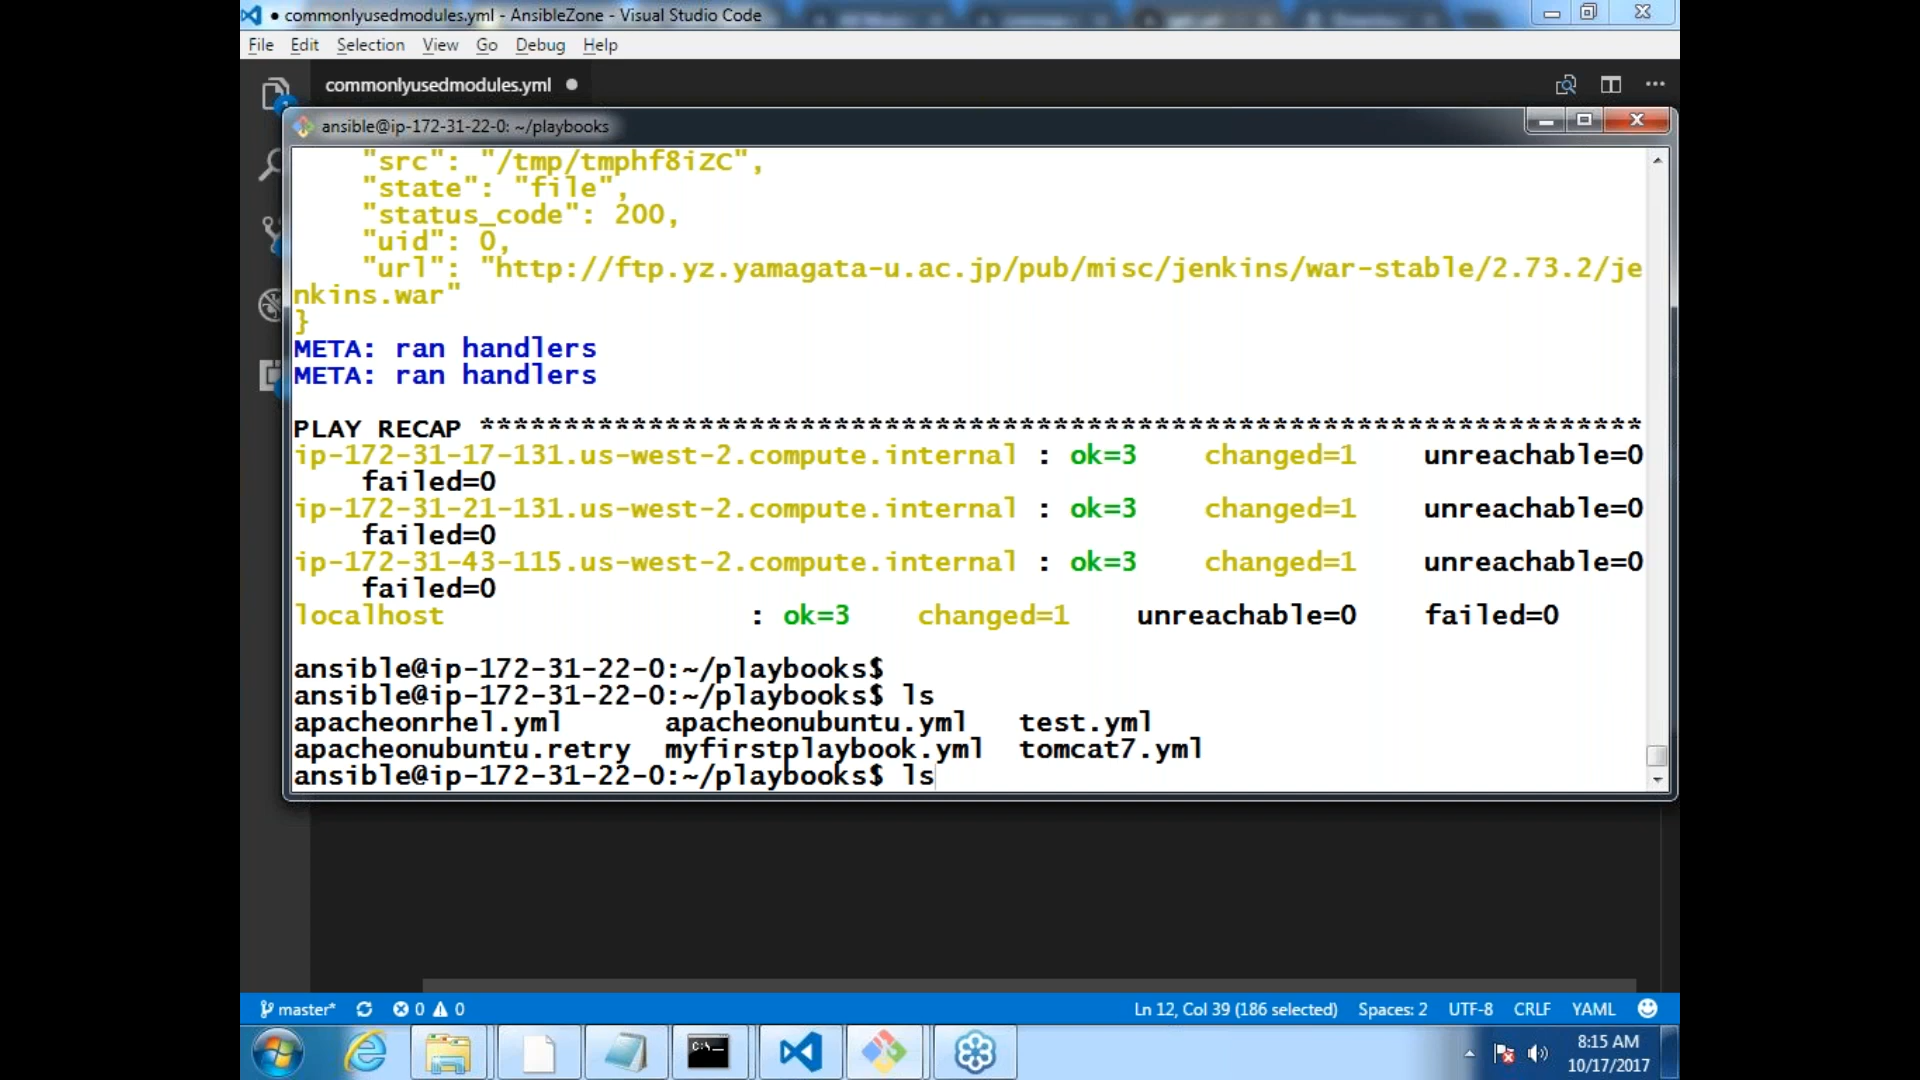 commonlyusedmodules.yml - AnsibleZone - Visual Studio Code
File Edit Selection View Go Debug Help
commonlyusedmodules.yml
ansible@ip-172-31-22-0: ~/playbooks
"src": "/tmp/tmphf8iZC",
"state": "file",
"status_code": 200,
"uid": 0,
"url": "http://ftp.yz.yamagata-u.ac.jp/pub/misc/jenkins/war-stable/2.73.2/je
nkins.war"
}
META: ran handlers
META: ran handlers
PLAY RECAP *********************************************************************
ip-172-31-17-131.us-west-2.compute.internal : ok=3 changed=1 unreachable=0
failed=0
ip-172-31-21-131.us-west-2.compute.internal : ok=3 changed=1 unreachable=0
failed=0
ip-172-31-43-115.us-west-2.compute.internal : ok=3 changed=1 unreachable=0
failed=0
localhost : ok=3 changed=1 unreachable=0 failed=0
ansible@ip-172-31-22-0:~/playbooks$
ansible@ip-172-31-22-0:~/playbooks$ ls
apacheonrhel.yml apacheonubuntu.yml test.yml
apacheonubuntu.retry myfirstplaybook.yml tomcat7.yml
ansible@ip-172-31-22-0:~/playbooks$ ls
master* 0 0 Ln 12, Col 39 (186 selected) Spaces: 2 UTF-8 CRLF YAML
8:15 AM
10/17/2017